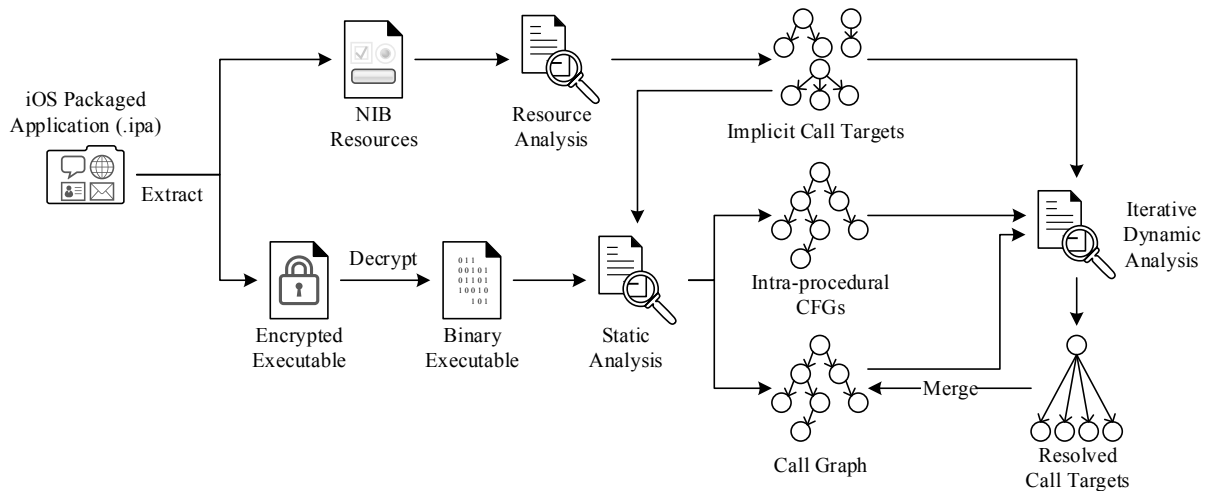 iOS Packaged
Application (.ipa)
Extract
NIB
Resources
Resource
Analysis
Implicit Call Targets
Encrypted
Executable
Decrypt
011
00101
01101
10010
101
Binary
Executable
Static
Analysis
Intra-procedural
CFGs
Call Graph
Iterative
Dynamic
Analysis
Merge
Resolved
Call Targets